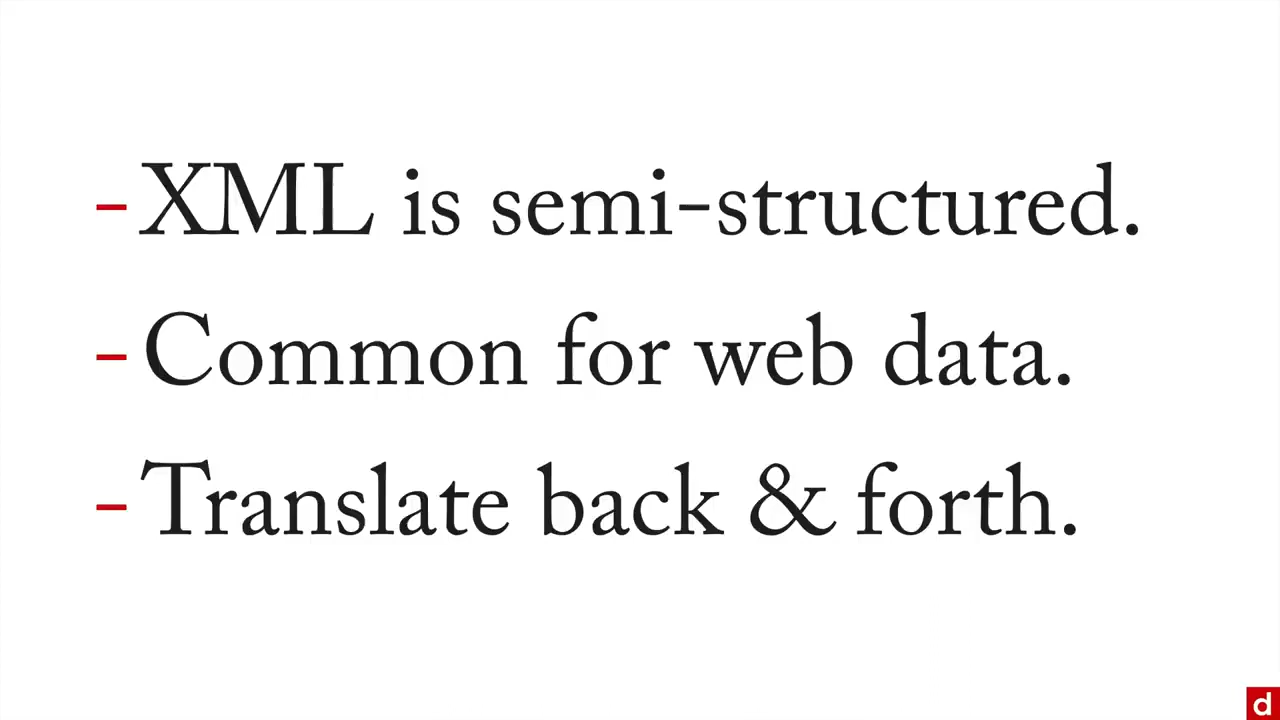 -XML is semi-structured.
-Common for web data.
-Translate back & forth.
d